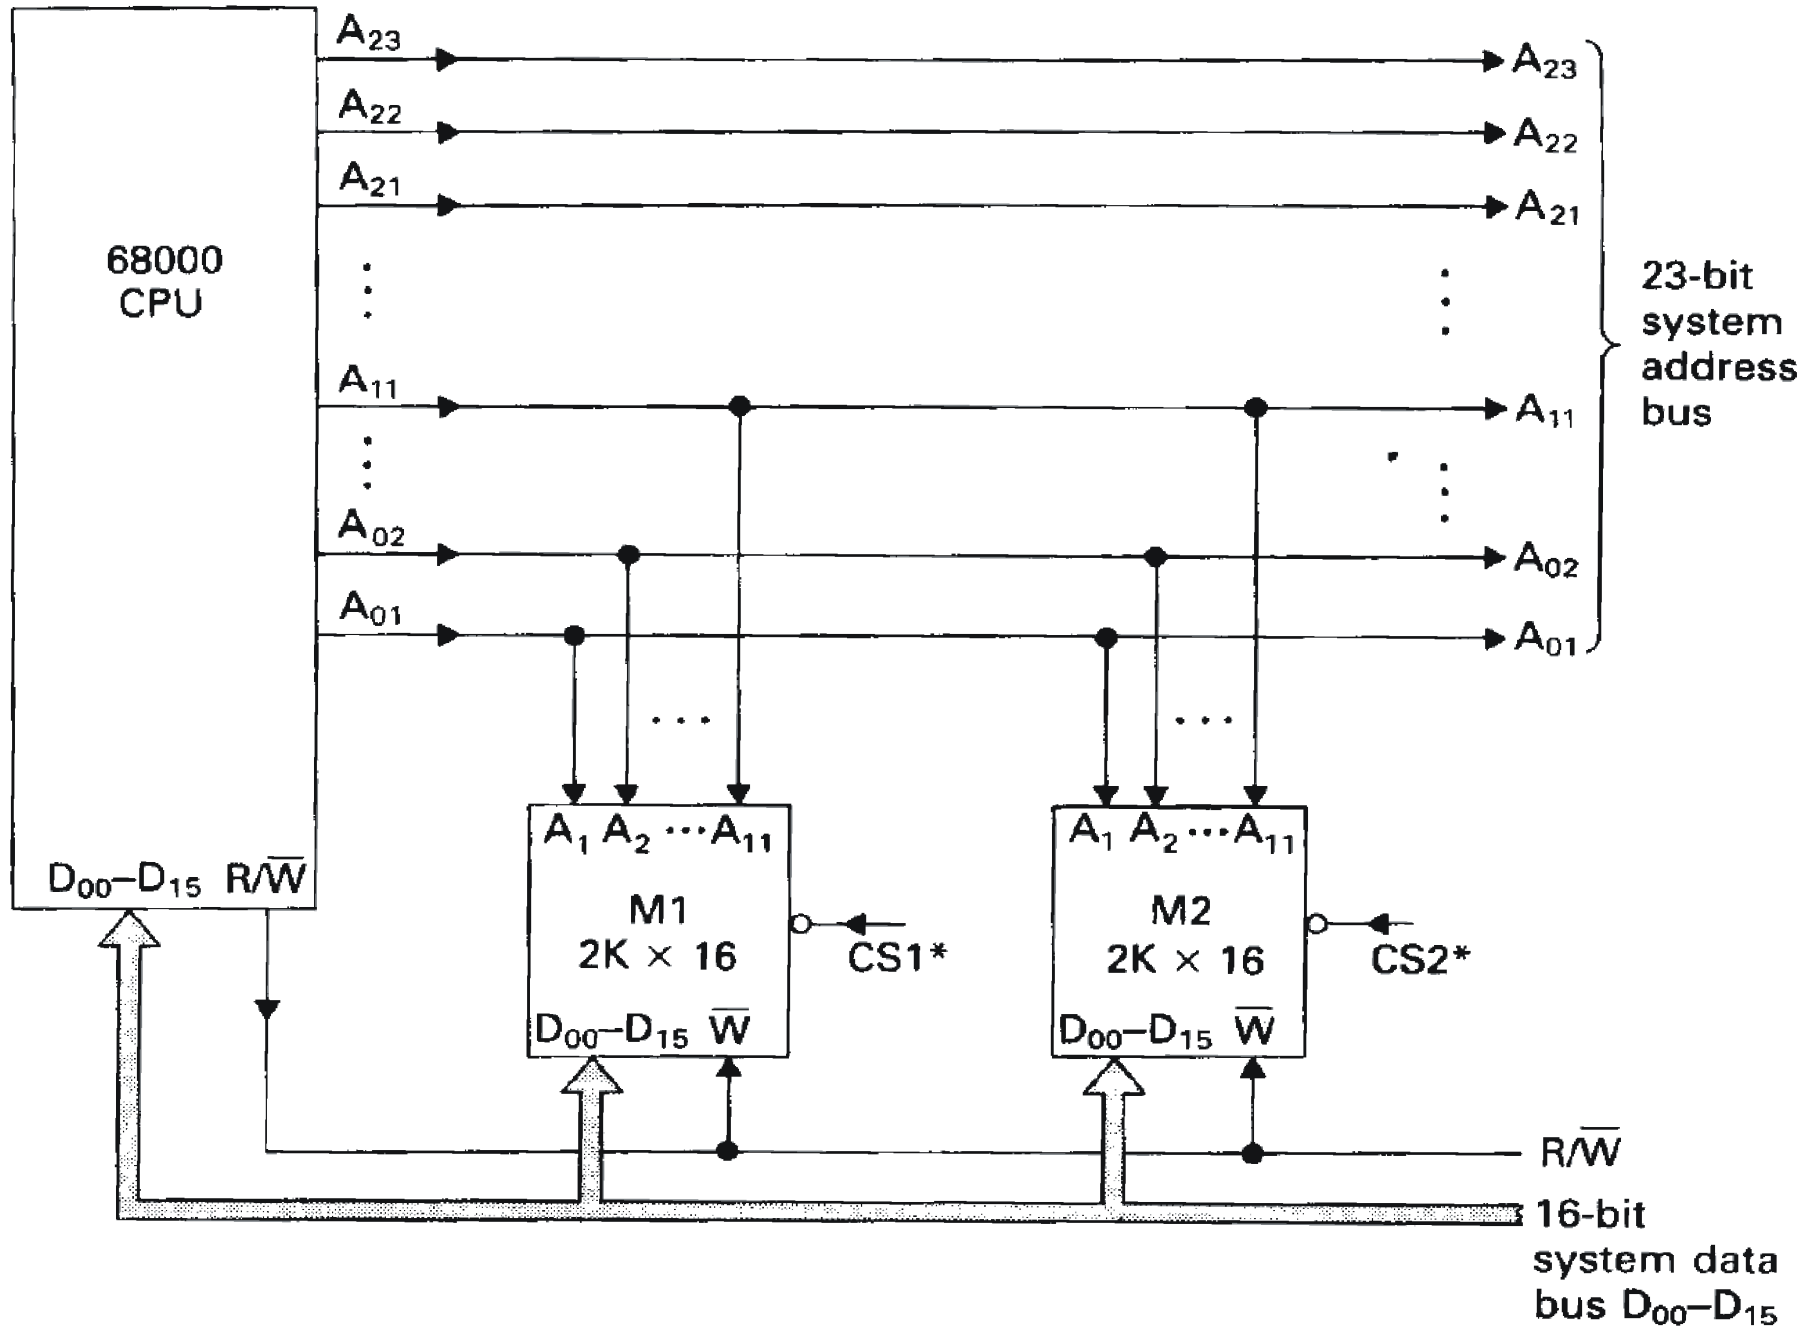 A23
A23
A22
A22
A21
A21
68000
CPU
23-bit
system
address
bus
A11
A11
A02
A02
A01
A01
A1 A2 ··· A11
A1 A2 ··· A11
D00–D15 R/W̅
M1
2K × 16
CS1*
M2
2K × 16
CS2*
D00–D15 W̅
D00–D15 W̅
R/W̅
16-bit
system data
bus D00–D15